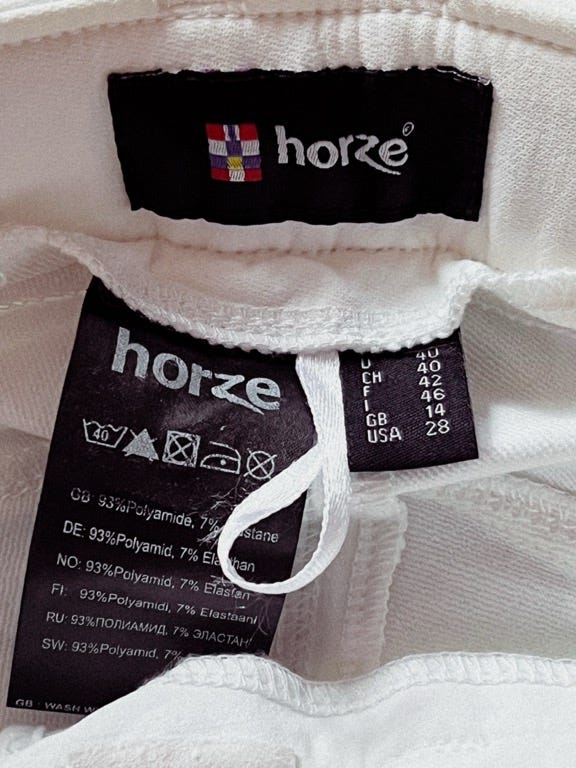 horze®
horze
40
GB: 93%Polyamide, 7%
DE: 93%Polyamid, 7% Elasthan
NO: 93%Polyamid, 7% Elastan
FI: 93%Polyamidi, 7% Elastaani
RU: 93%ПОЛИАМИД, 7% ЭЛАСТАН
SW: 93%Polyamid, 7%
GB : WASH
40
D 40
CH 42
F 46
I
GB 14
USA 28